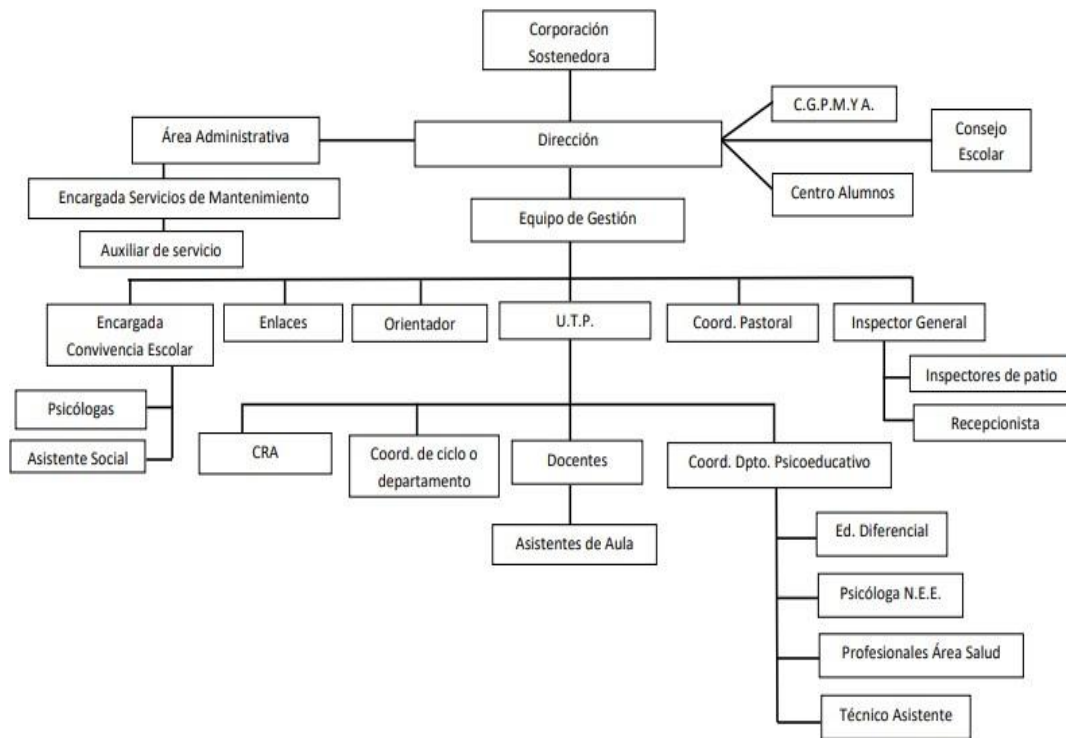 Corporación
Sostenedora
C.G.P.M.Y A.
Área Administrativa
Dirección
Consejo
Escolar
Encargada Servicios de Mantenimiento
Centro Alumnos
Equipo de Gestión
Auxiliar de servicio
Encargada
Convivencia Escolar
Enlaces
Orientador
U.T.P.
Coord. Pastoral
Inspector General
Psicólogas
Asistente Social
Inspectores de patio
Recepcionista
CRA
Coord. de ciclo o
departamento
Docentes
Coord. Dpto. Psicoeducativo
Asistentes de Aula
Ed. Diferencial
Psicóloga N.E.E.
Profesionales Área Salud
Técnico Asistente